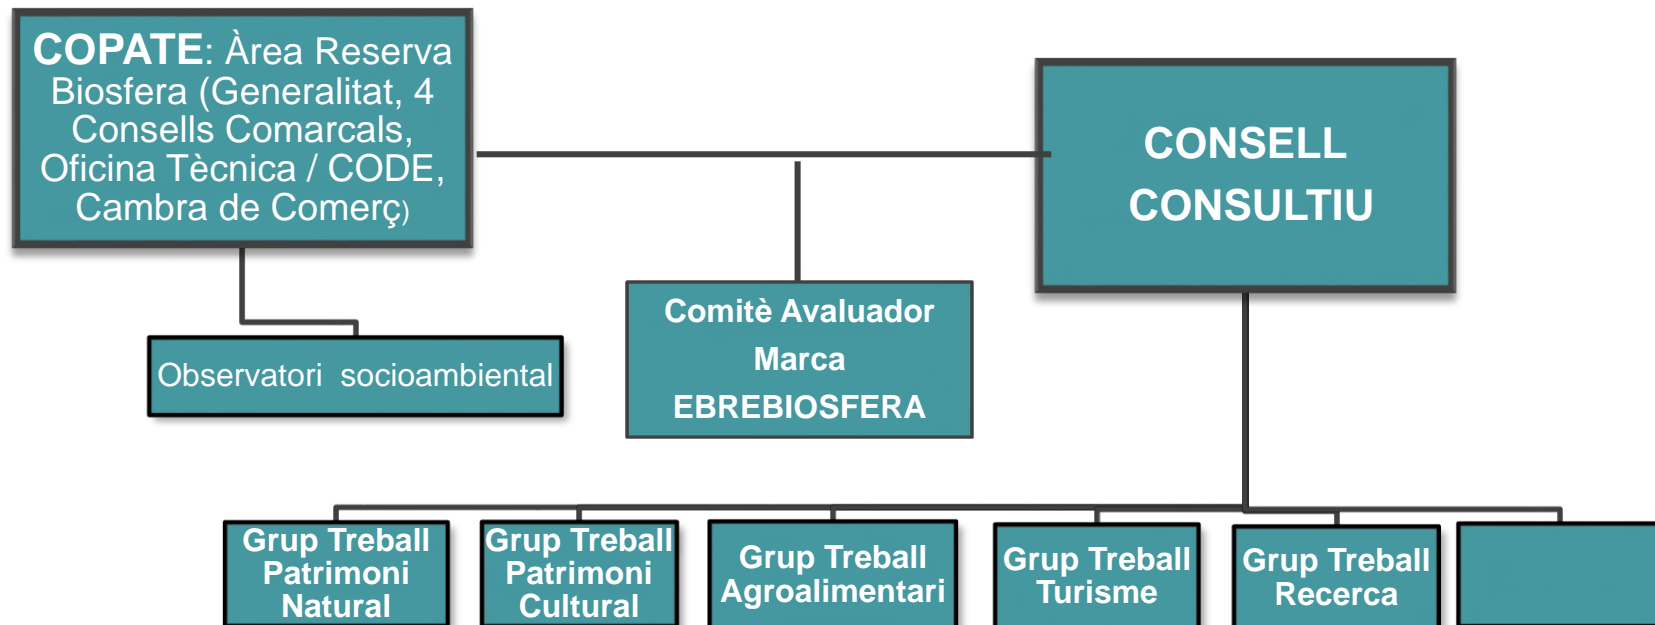 COPATE: Àrea Reserva
Biosfera (Generalitat, 4
Consells Comarcals,
Oficina Tècnica / CODE,
Cambra de Comerç)
CONSELL
CONSULTIU
Comitè Avaluador
Marca
EBREBIOSFERA
Observatori socioambiental
Grup Treball
Patrimoni
Natural
Grup Treball
Patrimoni
Cultural
Grup Treball
Agroalimentari
Grup Treball
Turisme
Grup Treball
Recerca